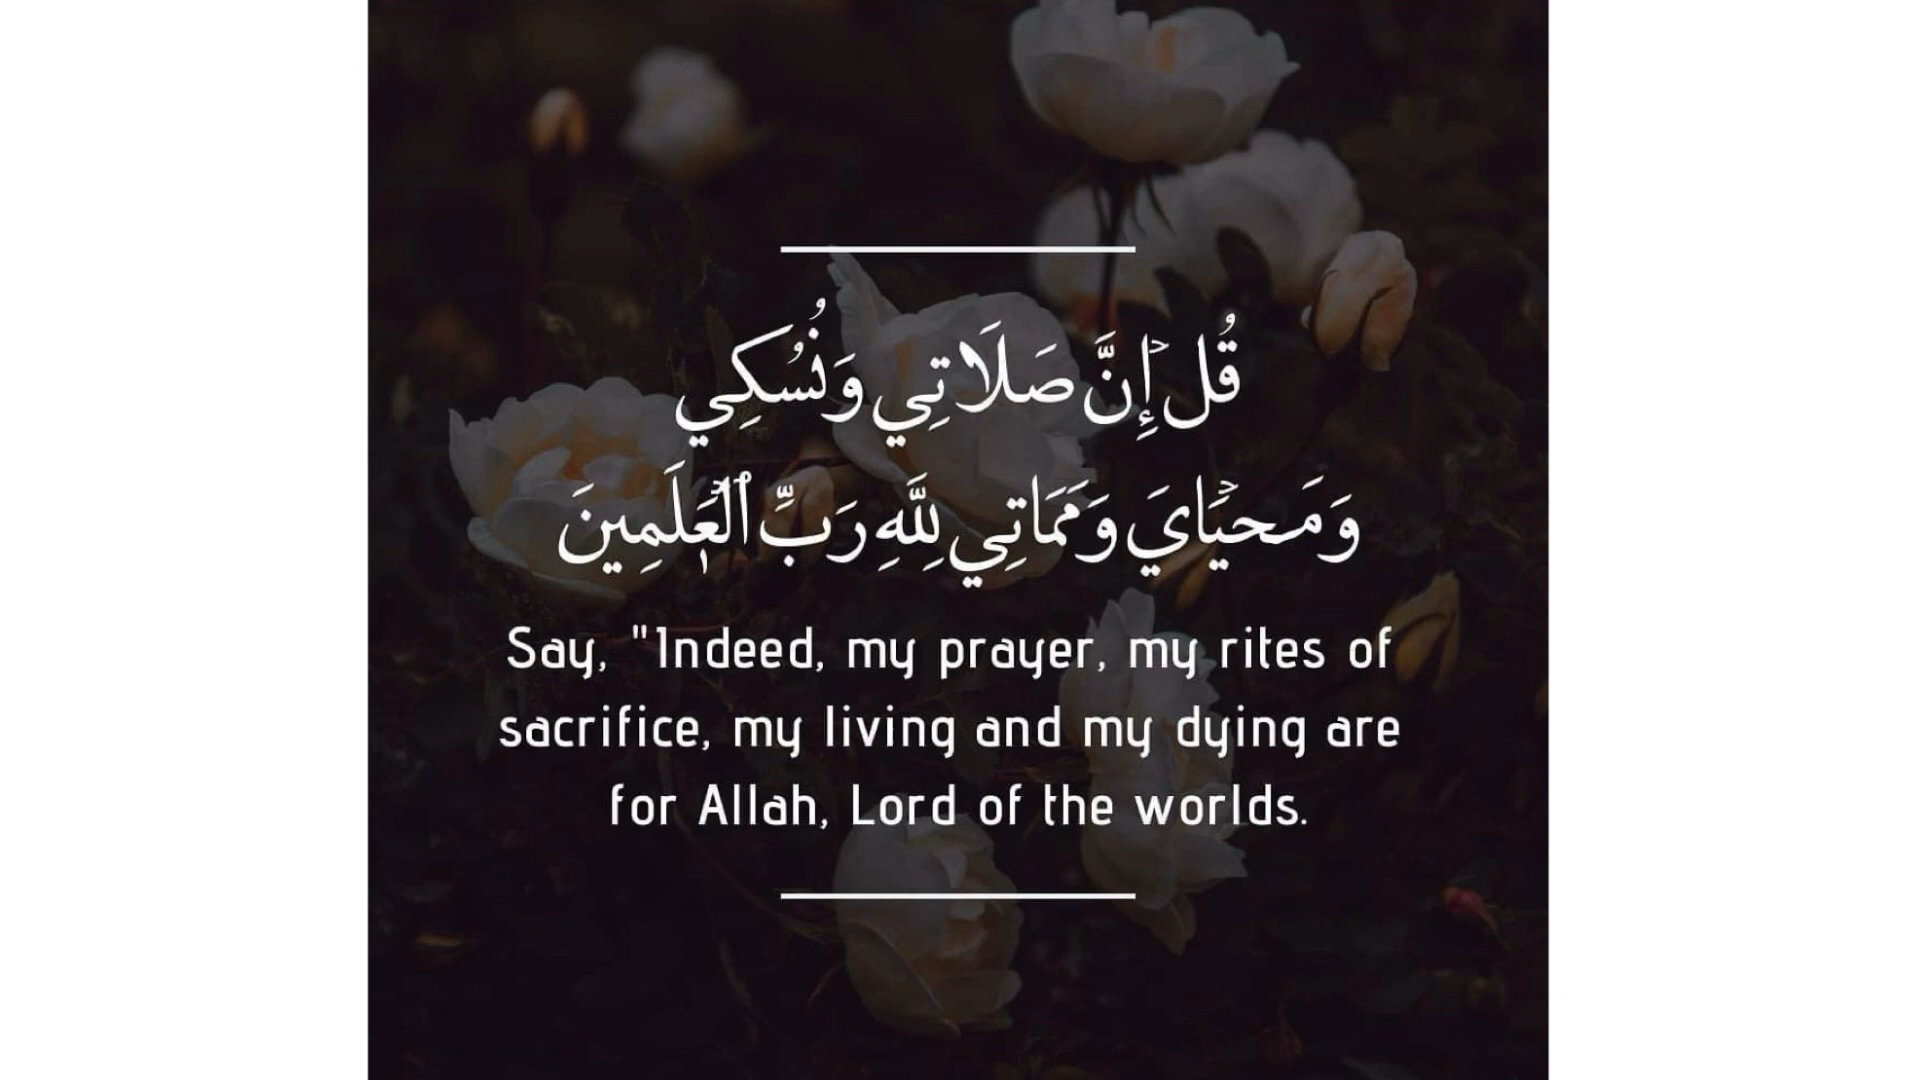 قُلۡ إِنَّ صَلَاتِي وَنُسُكِي
وَمَحۡيَايَ وَمَمَاتِي لِلَّهِ رَبِّ ٱلۡعَٰلَمِينَ
Say, "Indeed, my prayer, my rites of
sacrifice, my living and my dying are
for Allah, Lord of the worlds.